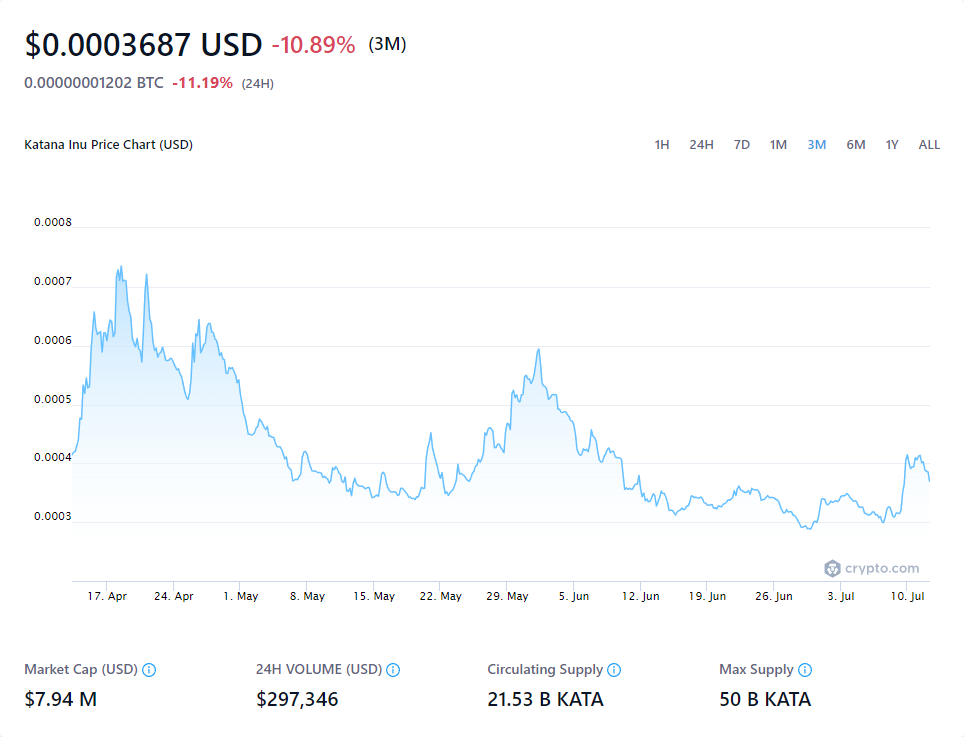 $0.0003687 USD -10.89% (3M)
0.00000001202 BTC -11.19% (24H)
Katana Inu Price Chart (USD) 1H 24H 7D 1M 3M 6M 1Y ALL
0.0008
0.0007
0.0006
0.0005
0.0004
0.0003
crypto.com
17. Apr 24. Apr 1. May 8. May 15. May 22. May 29. May 5. Jun 12. Jun 19. Jun 26. Jun 3. Jul 10. Jul
Market Cap (USD) 24H VOLUME (USD) Circulating Supply Max Supply
$7.94 M $297,346 21.53 B KATA 50 B KATA